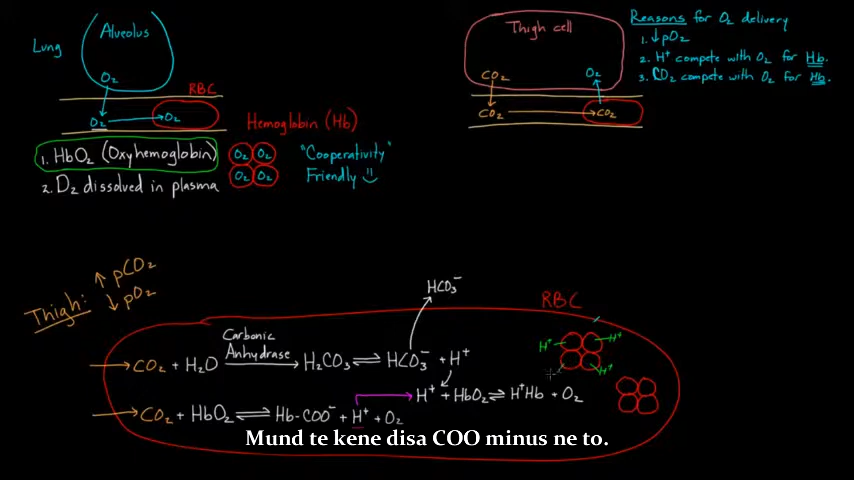 Lung
Alveolus
O₂
RBC
O₂ O₂
Hemoglobin (Hb)
1. HbO₂ (Oxyhemoglobin)
2. O₂ dissolved in plasma
O₂ O₂
O₂ O₂
"Cooperativity"
Friendly
Thigh cell
CO₂ O₂
CO₂ CO₂
Reasons for O₂ delivery
1. ↓pO₂
2. H⁺ compete with O₂ for Hb.
3. CO₂ compete with O₂ for Hb.
Thigh: ↑ pCO₂
↓ pO₂
RBC
HCO₃⁻
Carbonic
Anhydrase
CO₂ + H₂O → H₂CO₃ ⇌ HCO₃⁻ + H⁺
H⁺ + HbO₂ ⇌ H⁺Hb + O₂
CO₂ + HbO₂ ⇌ Hb-COO⁻ + H⁺ + O₂
H⁺ H⁺
H⁺
Mund te kene disa COO minus ne to.